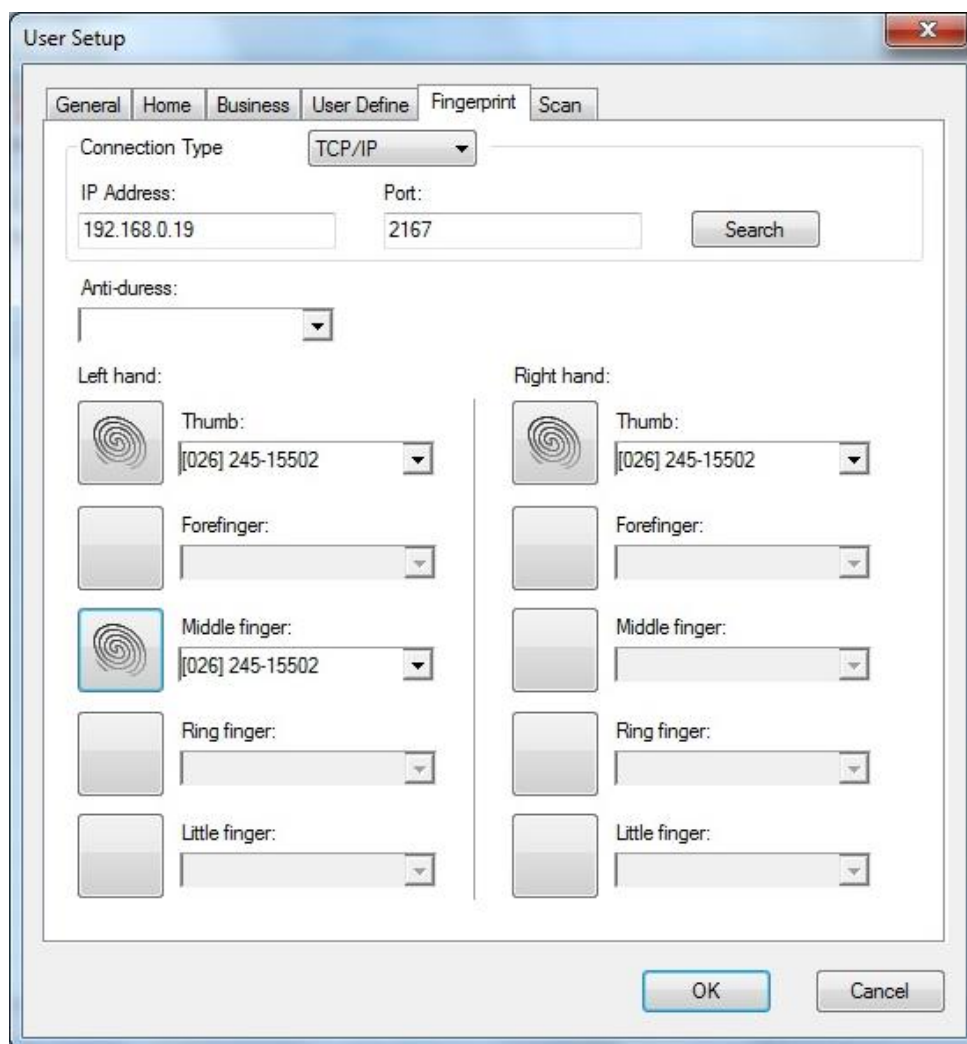 User Setup
General Home Business User Define Fingerprint Scan
Connection Type TCP/IP
IP Address: Port:
192.168.0.19 2167 Search
Anti-duress:
Left hand: Right hand:
Thumb: Thumb:
[026] 245-15502 [026] 245-15502
Forefinger: Forefinger:
Middle finger: Middle finger:
[026] 245-15502
Ring finger: Ring finger:
Little finger: Little finger:
OK Cancel